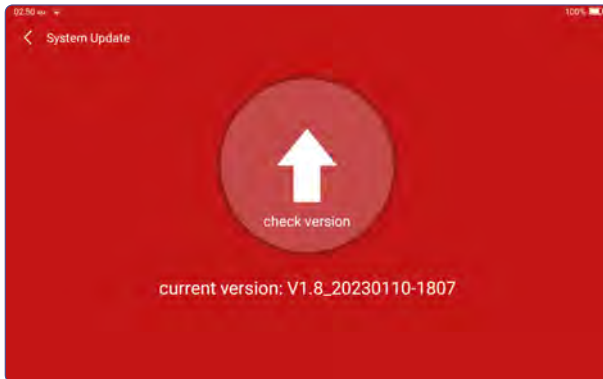 02:50
100%
System Update
check version
current version: V1.8_20230110-1807